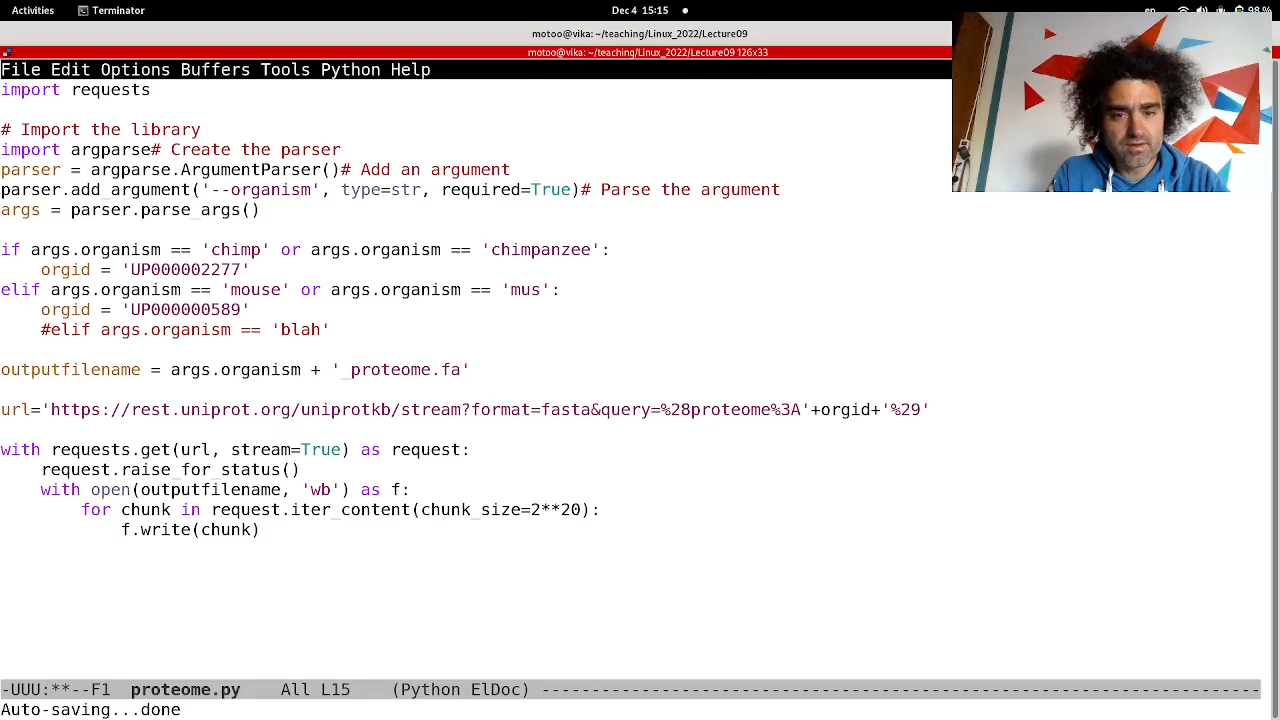 Activities Terminator Dec 4 15:15 en 98 %
motoo@vika: ~/teaching/Linux_2022/Lecture09
motoo@vika: ~/teaching/Linux_2022/Lecture09 126x33
File Edit Options Buffers Tools Python Help
import requests
# Import the library
import argparse# Create the parser
parser = argparse.ArgumentParser()# Add an argument
parser.add_argument('--organism', type=str, required=True)# Parse the argument
args = parser.parse_args()
if args.organism == 'chimp' or args.organism == 'chimpanzee':
    orgid = 'UP000002277'
elif args.organism == 'mouse' or args.organism == 'mus':
    orgid = 'UP000000589'
    #elif args.organism == 'blah'
outputfilename = args.organism + '_proteome.fa'
url='https://rest.uniprot.org/uniprotkb/stream?format=fasta&query=%28proteome%3A'+orgid+'%29'
with requests.get(url, stream=True) as request:
    request.raise_for_status()
    with open(outputfilename, 'wb') as f:
        for chunk in request.iter_content(chunk_size=2**20):
            f.write(chunk)
-UUU:**--F1  proteome.py    All L15    (Python ElDoc) ------------------------------------------------------------------------
Auto-saving...done